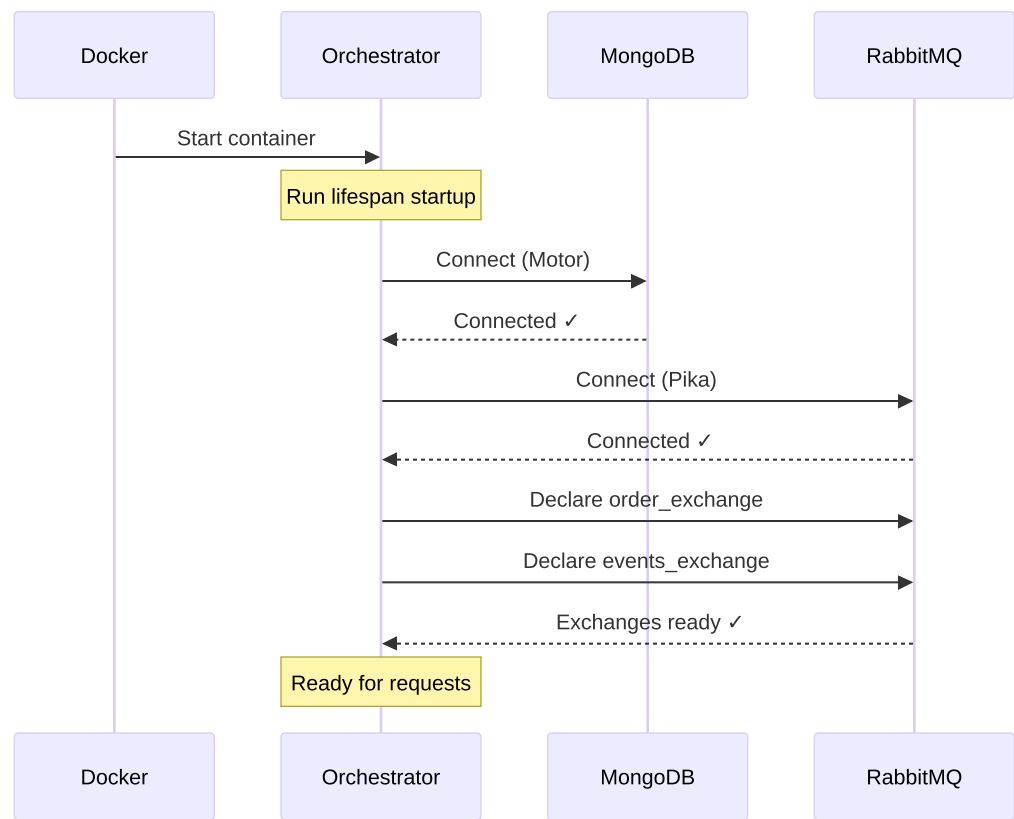 Docker
Orchestrator
MongoDB
RabbitMQ
Start container
Run lifespan startup
Connect (Motor)
Connected ✓
Connect (Pika)
Connected ✓
Declare order_exchange
Declare events_exchange
Exchanges ready ✓
Ready for requests
Docker
Orchestrator
MongoDB
RabbitMQ